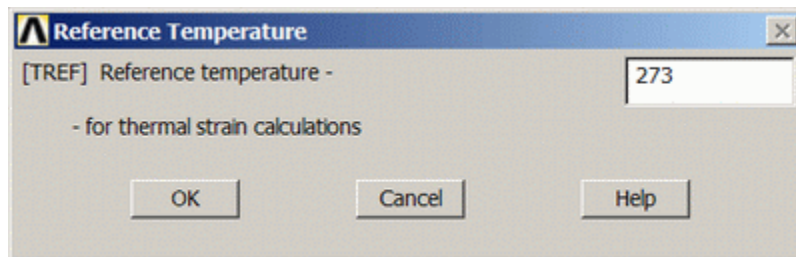 Reference Temperature
[TREF] Reference temperature - 273
- for thermal strain calculations
OK Cancel Help